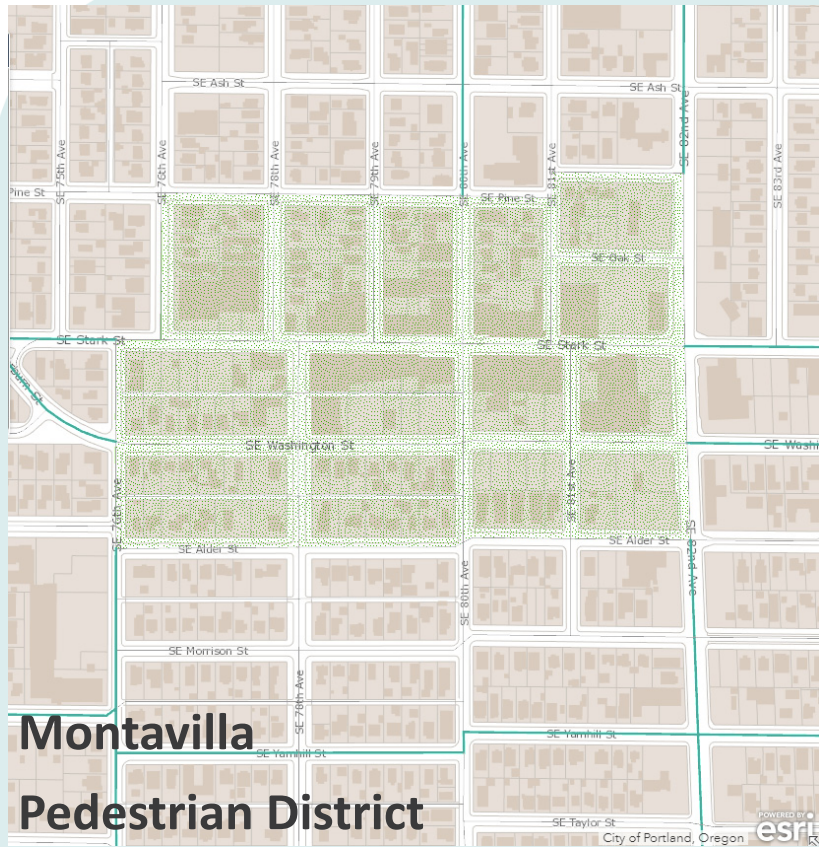 SE Ash St
SE Ash St
SE 75th Ave
SE 76th Ave
SE 78th Ave
SE 79th Ave
SE 80th Ave
SE 81st Ave
SE 82nd Ave
SE 83rd Ave
Pine St
SE Pine St
SE Oak St
SE Stark St
SE Stark St
SE Washington St
SE Wash
SE 76th Ave
SE 81st Ave
SE Alder St
SE Alder St
SE 80th Ave
SE 82nd Ave
SE Morrison St
SE 78th Ave
SE Yamhill St
SE Yamhill St
SE Taylor St
Montavilla
Pedestrian District
City of Portland, Oregon
POWERED BY
esri